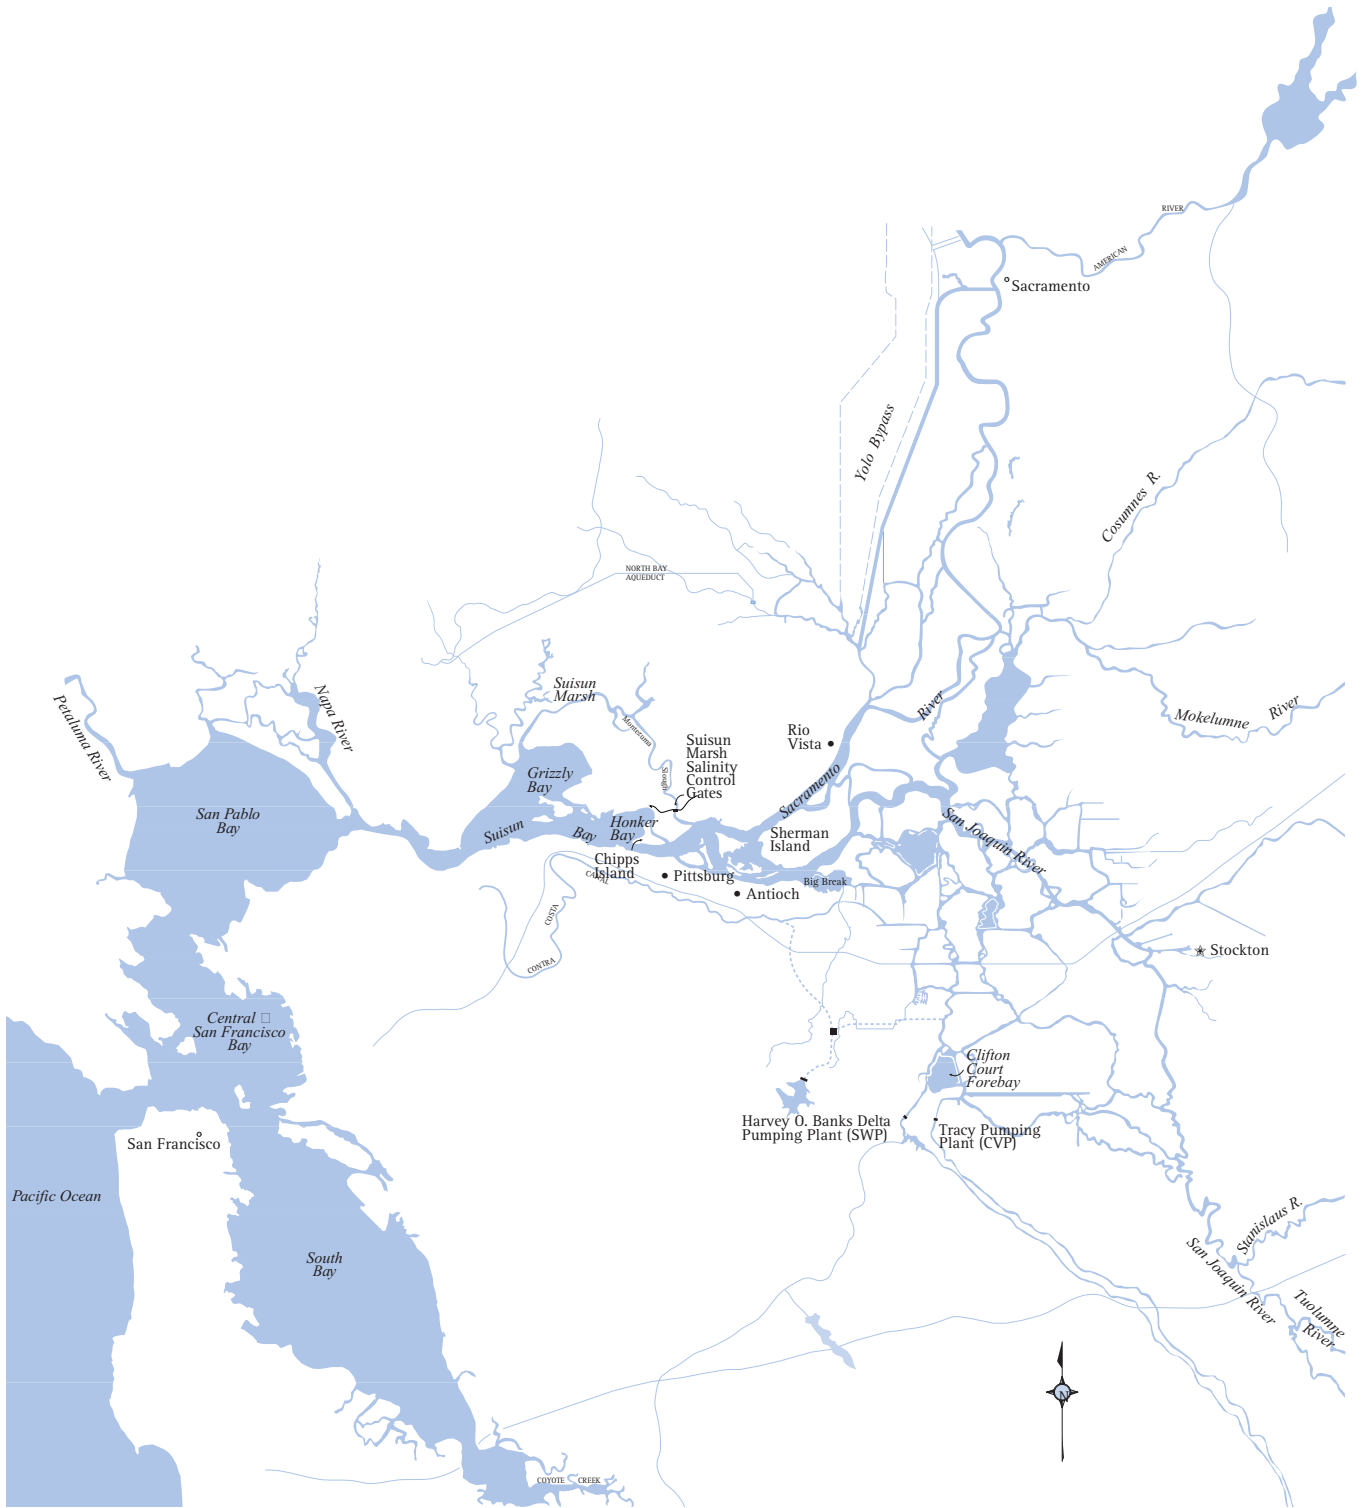 RIVER
AMERICAN
Sacramento
Yolo Bypass
Cosumnes R.
NORTH BAY
AQUEDUCT
Suisun
Marsh
Napa River
Petaluma River
Montezuma
Slough
Suisun
Marsh
Salinity
Control
Gates
Rio
Vista
River
Mokelumne River
Grizzly
Bay
Sacramento
San Pablo
Bay
Suisun Bay
Honker
Bay
Sherman
Island
San Joaquin River
Chipps
Island
CANAL
Pittsburg
Big Break
Antioch
COSTA
CONTRA
Stockton
Central
San Francisco
Bay
Clifton
Court
Forebay
Harvey O. Banks Delta
Pumping Plant (SWP)
Tracy Pumping
Plant (CVP)
San Francisco
Pacific Ocean
Stanislaus R.
South
Bay
San Joaquin River
Tuolumne
River
N
COYOTE CREEK